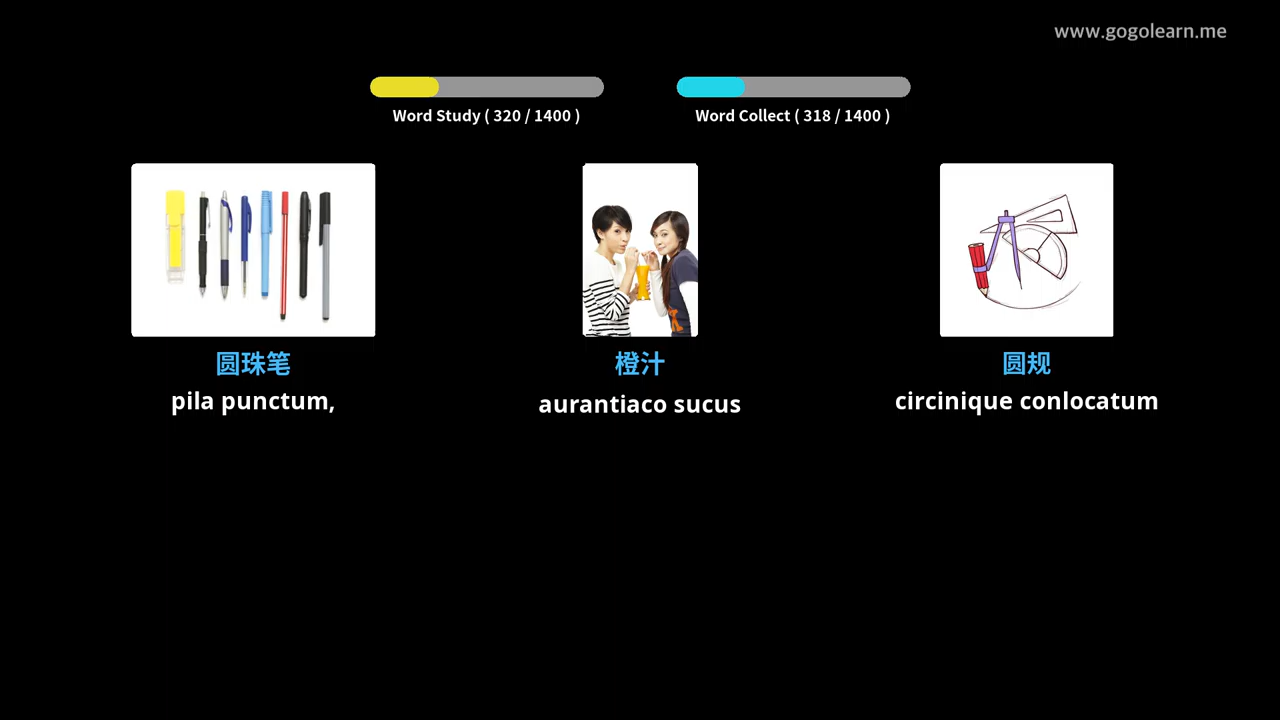 www.gogolearn.me
Word Study ( 320 / 1400 )
Word Collect ( 318 / 1400 )
圆珠笔
橙汁
圆规
pila punctum,
aurantiaco sucus
circinique conlocatum